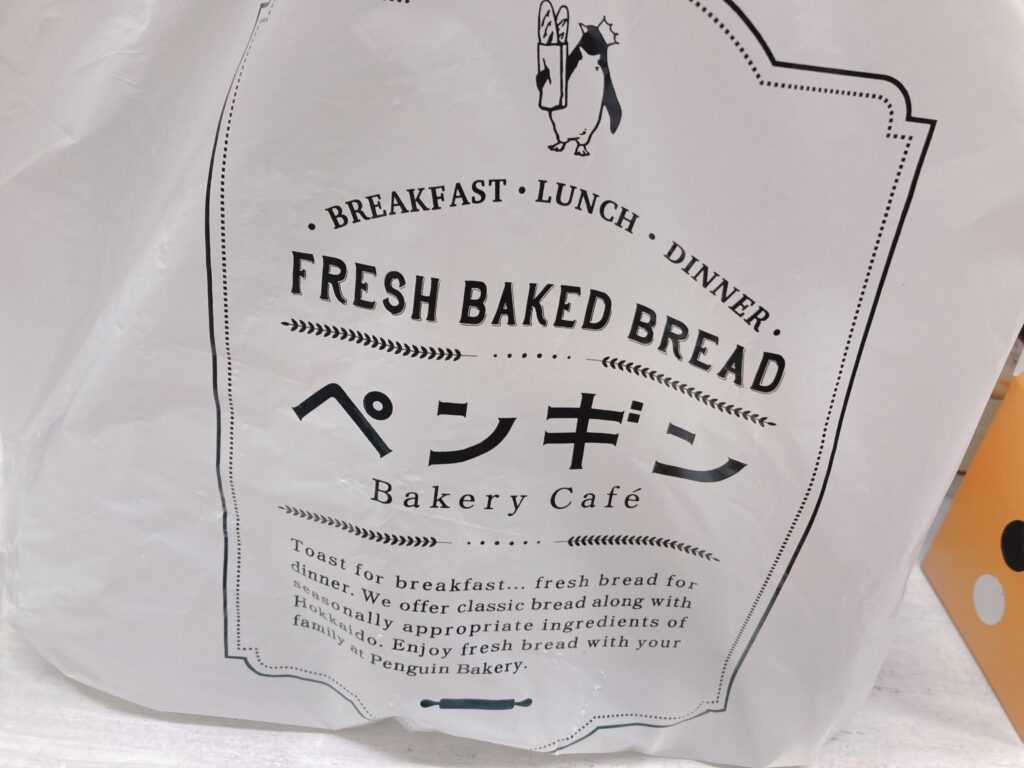 · BREAKFAST · LUNCH · DINNER ·
FRESH BAKED BREAD
ペンギン
Bakery Café
Toast for breakfast... fresh bread for
dinner. We offer classic bread along with
seasonally appropriate ingredients of
Hokkaido. Enjoy fresh bread with your
family at Penguin Bakery.